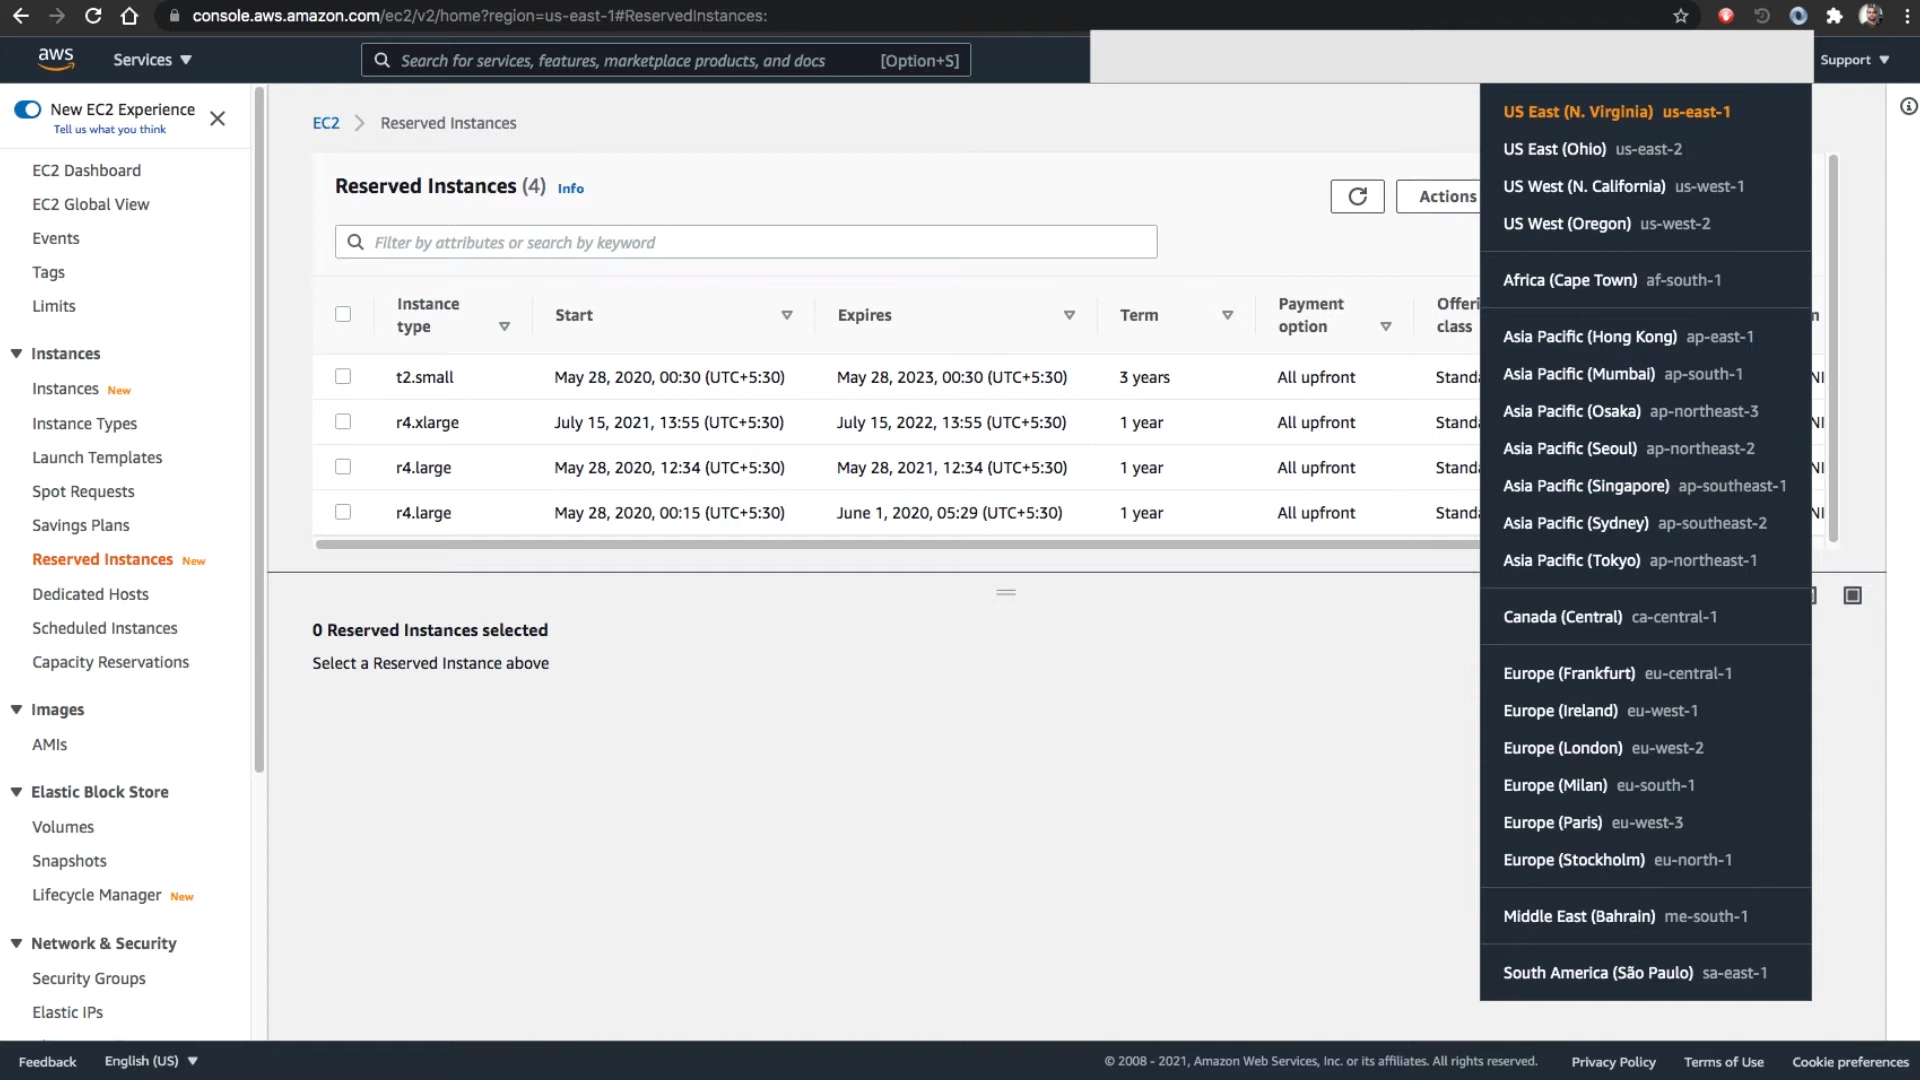 console.aws.amazon.com/ec2/v2/home?region=us-east-1#ReservedInstances:
aws
Services
Search for services, features, marketplace products, and docs [Option+S]
Support
New EC2 Experience
Tell us what you think
EC2 Dashboard
EC2 Global View
Events
Tags
Limits
Instances
Instances New
Instance Types
Launch Templates
Spot Requests
Savings Plans
Reserved Instances New
Dedicated Hosts
Scheduled Instances
Capacity Reservations
Images
AMIs
Elastic Block Store
Volumes
Snapshots
Lifecycle Manager New
Network & Security
Security Groups
Elastic IPs
EC2 Reserved Instances
Reserved Instances (4) Info
Actions
Filter by attributes or search by keyword
Instance type Start Expires Term Payment option Offeri class
t2.small May 28, 2020, 00:30 (UTC+5:30) May 28, 2023, 00:30 (UTC+5:30) 3 years All upfront Standa
r4.xlarge July 15, 2021, 13:55 (UTC+5:30) July 15, 2022, 13:55 (UTC+5:30) 1 year All upfront Standa
r4.large May 28, 2020, 12:34 (UTC+5:30) May 28, 2021, 12:34 (UTC+5:30) 1 year All upfront Standa
r4.large May 28, 2020, 00:15 (UTC+5:30) June 1, 2020, 05:29 (UTC+5:30) 1 year All upfront Standa
0 Reserved Instances selected
Select a Reserved Instance above
US East (N. Virginia) us-east-1
US East (Ohio) us-east-2
US West (N. California) us-west-1
US West (Oregon) us-west-2
Africa (Cape Town) af-south-1
Asia Pacific (Hong Kong) ap-east-1
Asia Pacific (Mumbai) ap-south-1
Asia Pacific (Osaka) ap-northeast-3
Asia Pacific (Seoul) ap-northeast-2
Asia Pacific (Singapore) ap-southeast-1
Asia Pacific (Sydney) ap-southeast-2
Asia Pacific (Tokyo) ap-northeast-1
Canada (Central) ca-central-1
Europe (Frankfurt) eu-central-1
Europe (Ireland) eu-west-1
Europe (London) eu-west-2
Europe (Milan) eu-south-1
Europe (Paris) eu-west-3
Europe (Stockholm) eu-north-1
Middle East (Bahrain) me-south-1
South America (São Paulo) sa-east-1
Feedback English (US)
© 2008 - 2021, Amazon Web Services, Inc. or its affiliates. All rights reserved. Privacy Policy Terms of Use Cookie preferences